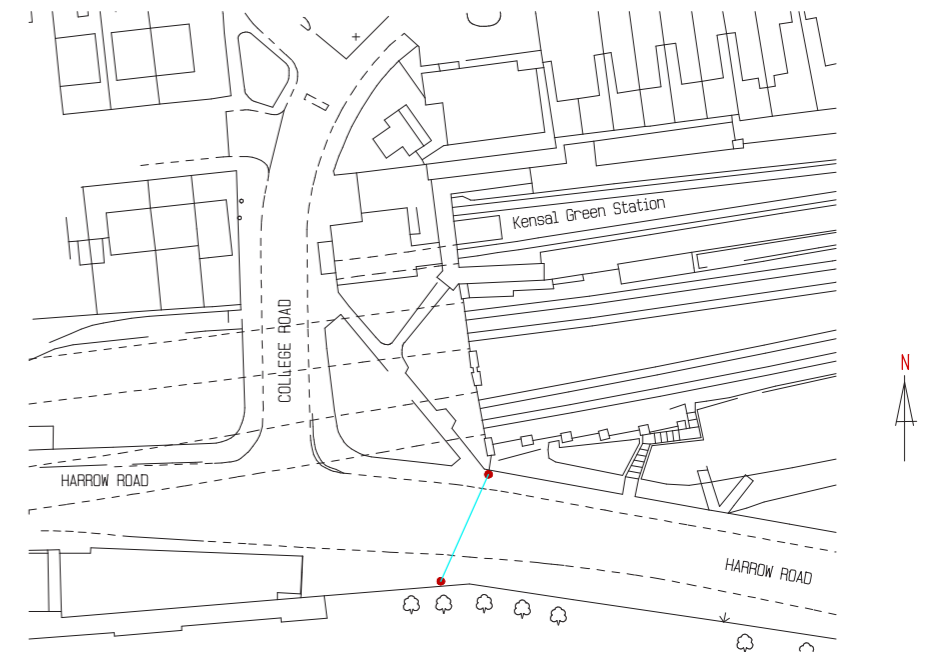 Kensal Green Station
COLLEGE ROAD
N
HARROW ROAD
HARROW ROAD